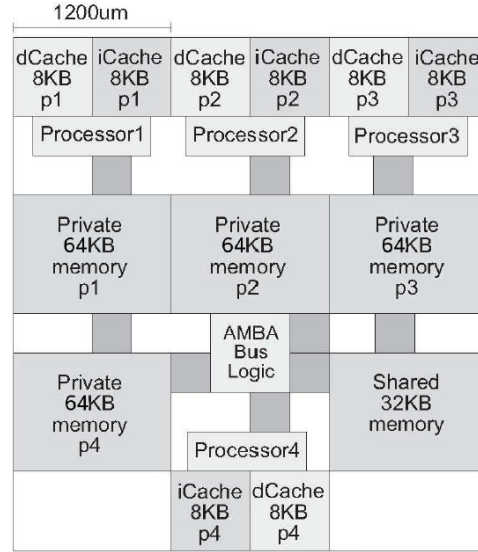 1200um
dCache
8KB
p1
iCache
8KB
p1
dCache
8KB
p2
iCache
8KB
p2
dCache
8KB
p3
iCache
8KB
p3
Processor1
Processor2
Processor3
Private
64KB
memory
p1
Private
64KB
memory
p2
Private
64KB
memory
p3
AMBA
Bus
Logic
Private
64KB
memory
p4
Shared
32KB
memory
Processor4
iCache
8KB
p4
dCache
8KB
p4